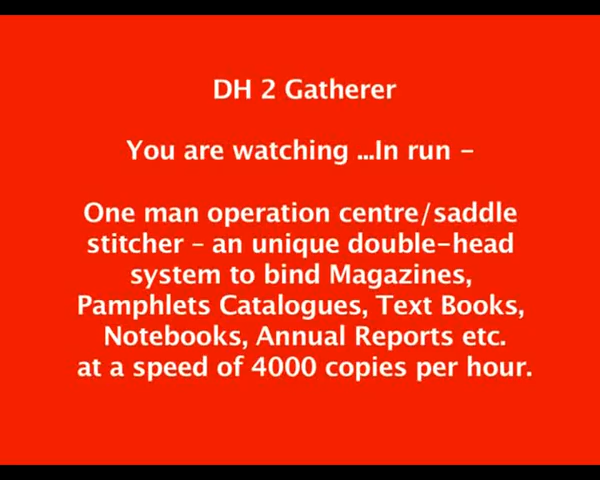 DH 2 Gatherer
You are watching ...In run -
One man operation centre/saddle
stitcher - an unique double-head
system to bind Magazines,
Pamphlets Catalogues, Text Books,
Notebooks, Annual Reports etc.
at a speed of 4000 copies per hour.